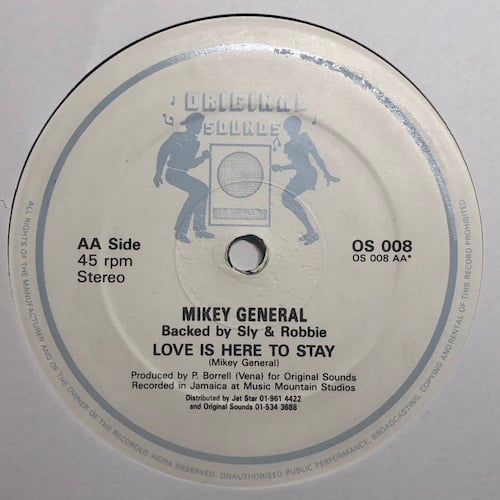 ORIGINAL
SOUNDS
AA Side
45 rpm
Stereo
OS 008
OS 008 AA*
MIKEY GENERAL
Backed by Sly & Robbie
LOVE IS HERE TO STAY
(Mikey General)
Produced by P. Borrell (Vena) for Original Sounds
Recorded in Jamaica at Music Mountain Studios
Distributed by Jet Star 01-961 4422
and Original Sounds 01-534 3688
ALL RIGHTS OF THE MANUFACTURER AND OF THE OWNER OF THE RECORDED WORK RESERVED. UNAUTHORISED PUBLIC PERFORMANCE, BROADCASTING, COPYING AND RENTAL OF THIS RECORD PROHIBITED.